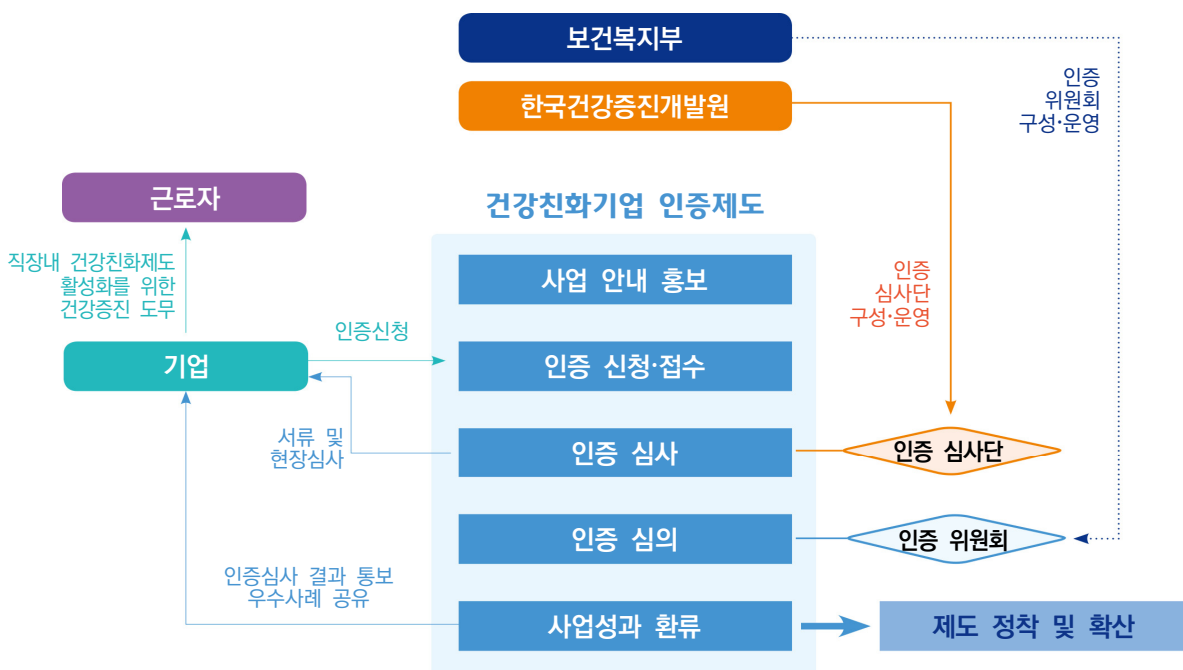 보건복지부
한국건강증진개발원
인증
위원회
구성·운영
근로자
건강친화기업 인증제도
직장내 건강친화제도
활성화를 위한
건강증진 도무
사업 안내 홍보
인증
심사단
구성·운영
인증신청
기업
인증 신청·접수
서류 및
현장심사
인증 심사
인증 심사단
인증 심의
인증 위원회
인증심사 결과 통보
우수사례 공유
사업성과 환류
제도 정착 및 확산